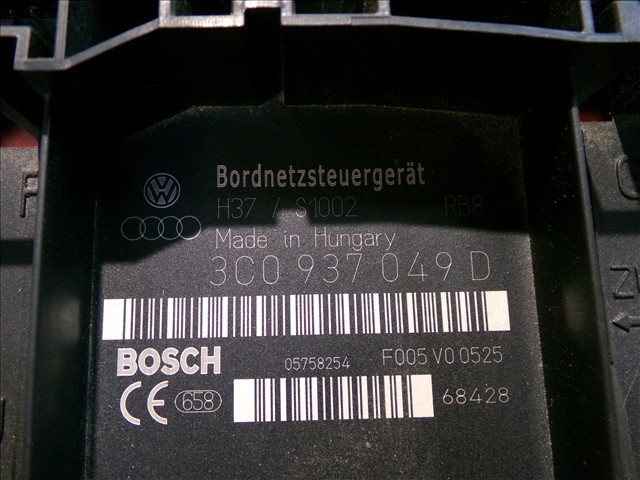 Bordnetzsteuergerät
H37 / S1002 RB8
Made in Hungary
3C0 937 049 D
BOSCH 05758254 F005 V0 0525
CE 658 68428